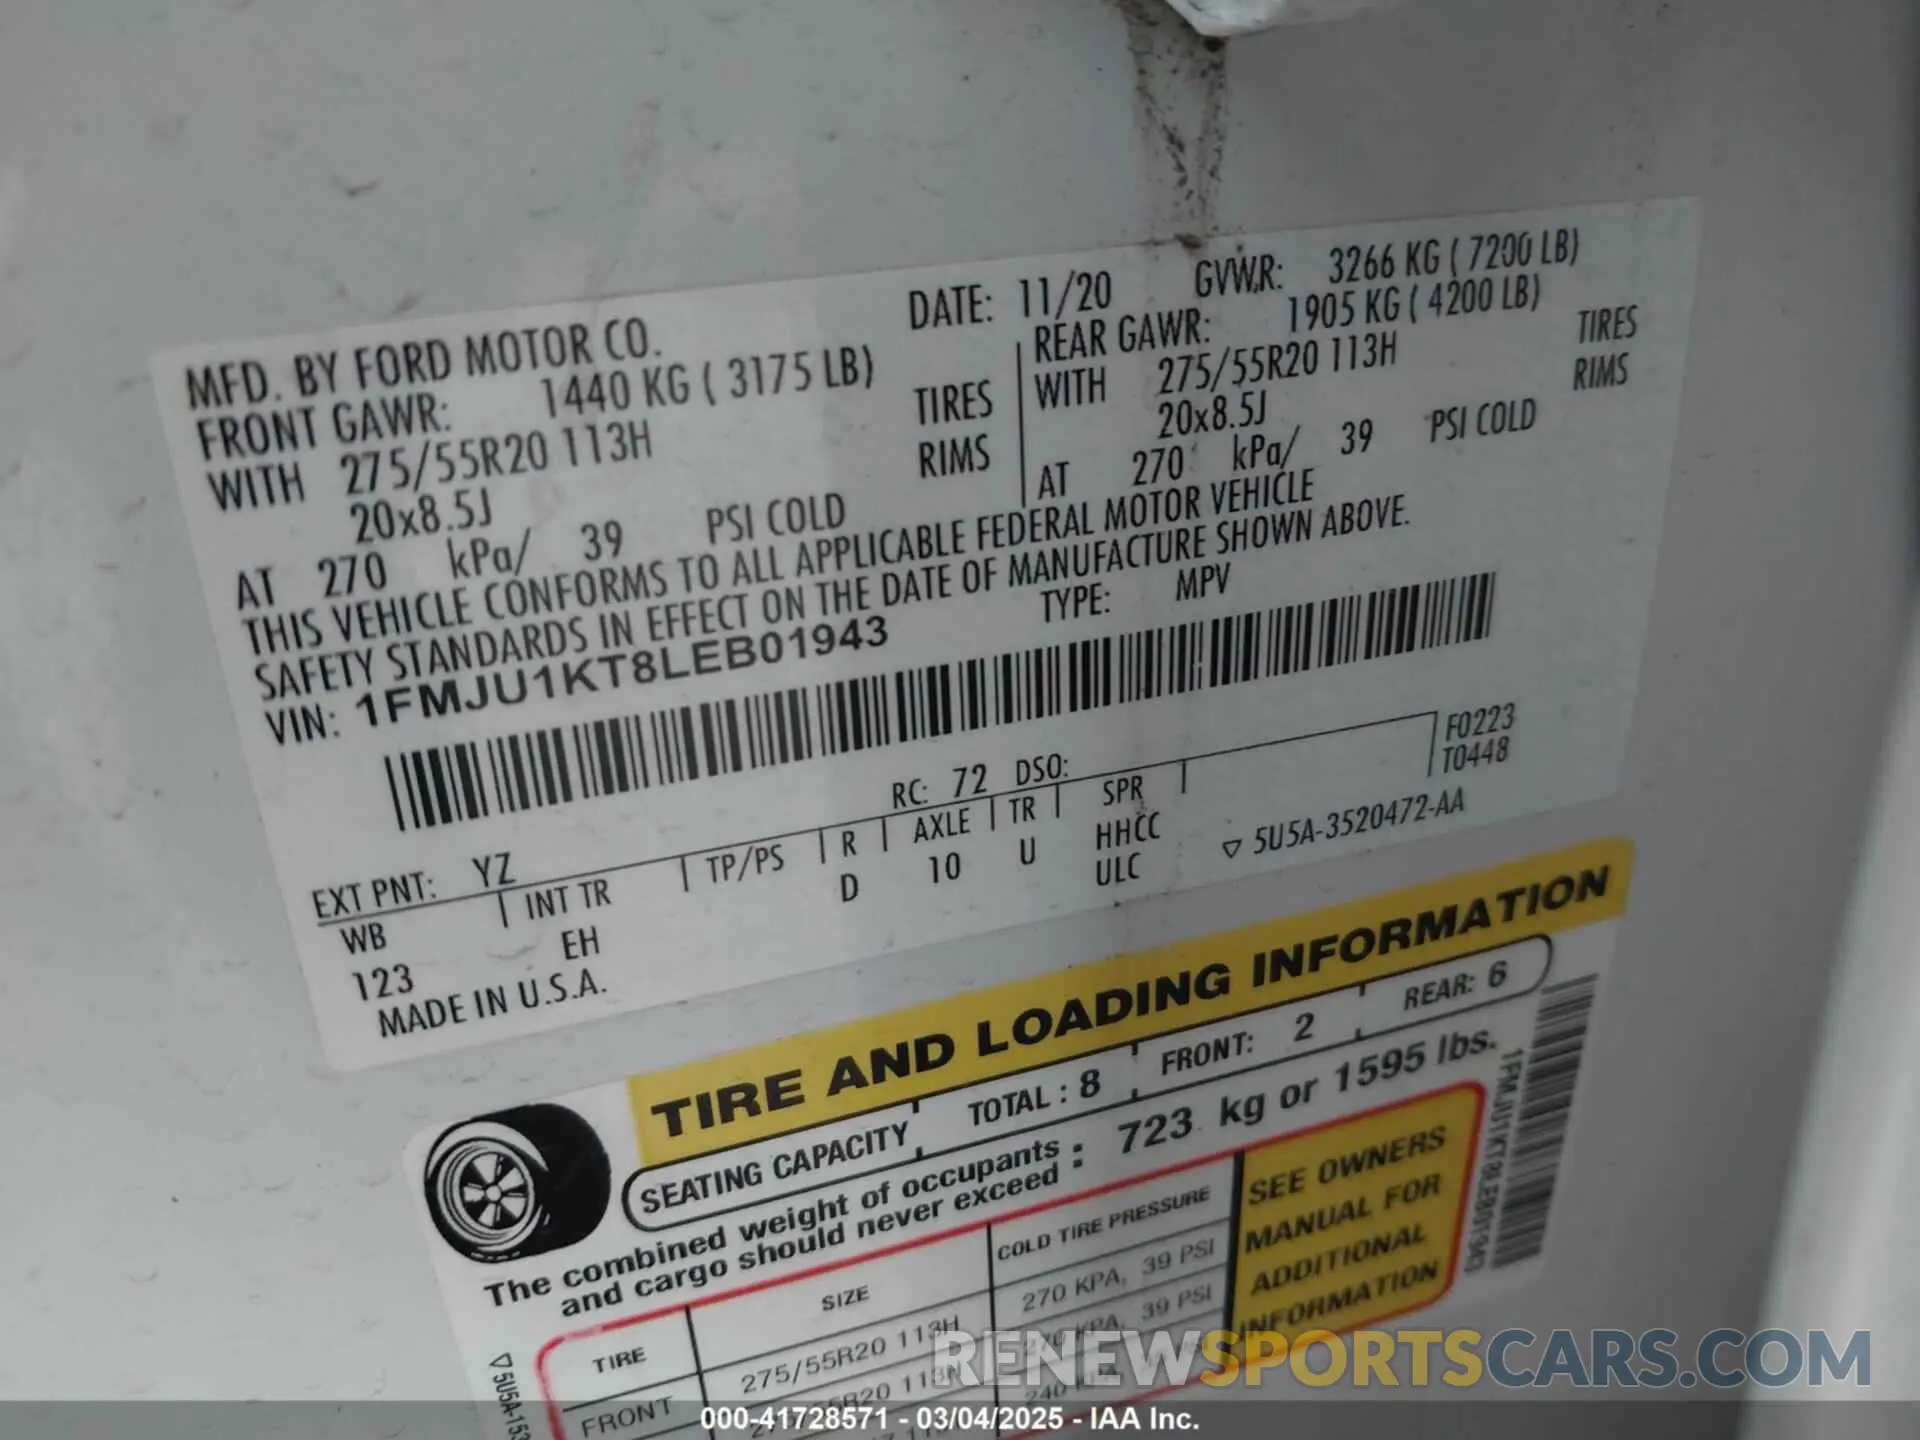 MFD. BY FORD MOTOR CO.
DATE: 11/20 GVWR: 3266 KG ( 7200 LB)
FRONT GAWR: 1440 KG ( 3175 LB)
WITH 275/55R20 113H TIRES
20x8.5J RIMS
AT 270 kPa/ 39 PSI COLD
REAR GAWR: 1905 KG ( 4200 LB)
WITH 275/55R20 113H TIRES
20x8.5J RIMS
AT 270 kPa/ 39 PSI COLD
THIS VEHICLE CONFORMS TO ALL APPLICABLE FEDERAL MOTOR VEHICLE
SAFETY STANDARDS IN EFFECT ON THE DATE OF MANUFACTURE SHOWN ABOVE.
VIN: 1FMJU1KT8LEB01943 TYPE: MPV
F0223
T0448
EXT PNT: YZ RC: 72 DSO:
WB INT TR TP/PS R AXLE TR SPR
123 EH D 10 U HHCC
ULC
MADE IN U.S.A.
▽ 5U5A-3520472-AA
TIRE AND LOADING INFORMATION
SEATING CAPACITY TOTAL : 8 FRONT: 2 REAR: 6
The combined weight of occupants
and cargo should never exceed : 723 kg or 1595 lbs.
TIRE SIZE COLD TIRE PRESSURE
FRONT 275/55R20 113H 270 KPA, 39 PSI
270 KPA, 39 PSI
SEE OWNERS
MANUAL FOR
ADDITIONAL
INFORMATION
1FMJU1KT8LEB01943
▽5U5A-153
RENEWSPORTSCARS.COM
000-41728571 - 03/04/2025 - IAA Inc.